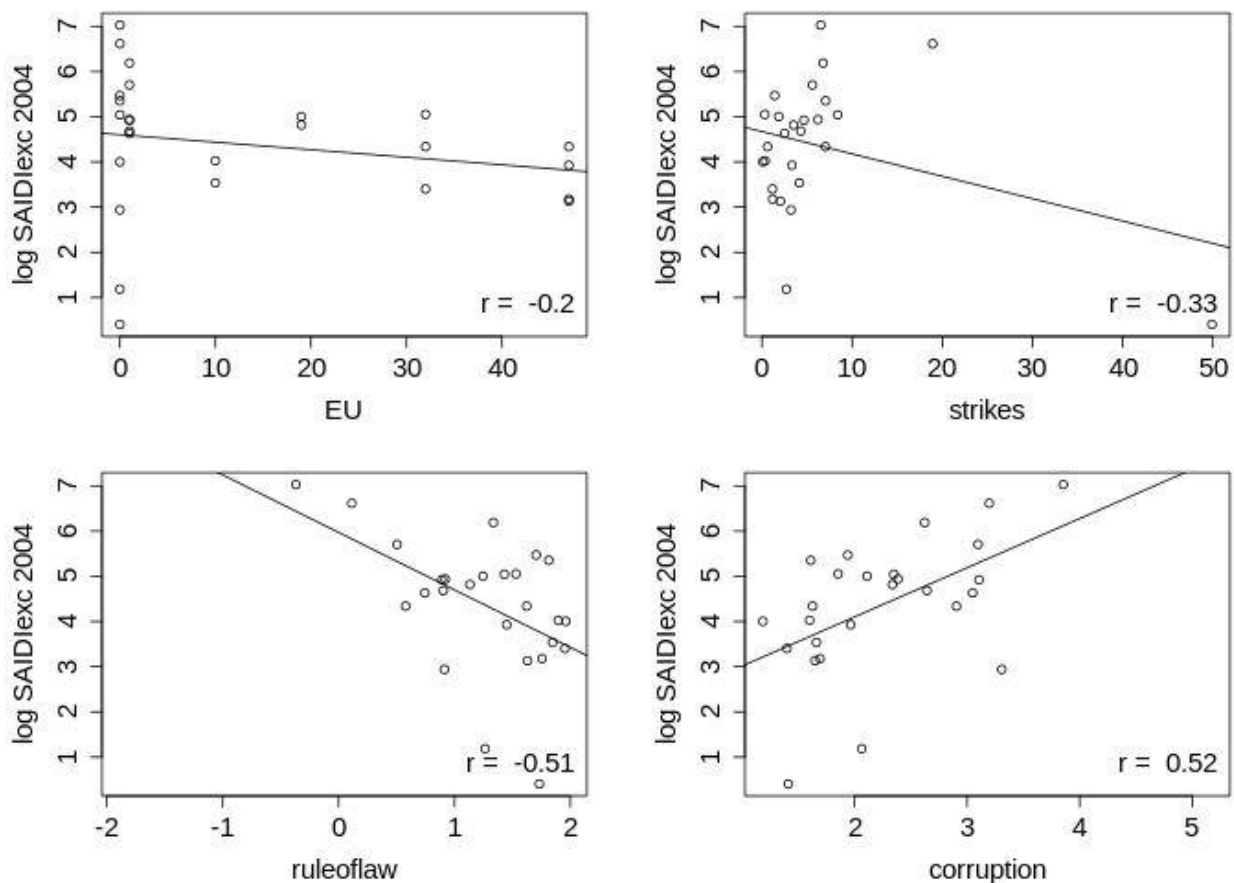 log SAIDIexc 2004
7
6
5
4
3
2
1
r = -0.2
0 10 20 30 40
EU
log SAIDIexc 2004
7
6
5
4
3
2
1
r = -0.33
0 10 20 30 40 50
strikes
log SAIDIexc 2004
7
6
5
4
3
2
1
r = -0.51
-2 -1 0 1 2
ruleoflaw
log SAIDIexc 2004
7
6
5
4
3
2
1
r = 0.52
2 3 4 5
corruption